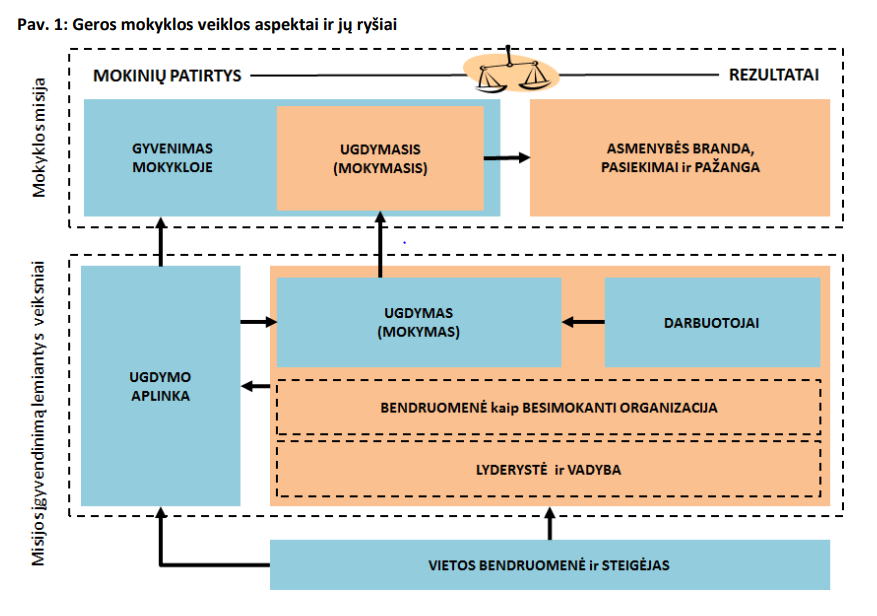 Pav. 1: Geros mokyklos veiklos aspektai ir jų ryšiai
Mokyklos misija
MOKINIŲ PATIRTYS
REZULTATAI
GYVENIMAS
MOKYKLOJE
UGDYMASIS
(MOKYMASIS)
ASMENYBĖS BRANDA,
PASIEKIMAI ir PAŽANGA
Misijos įgyvendinimą lemiantys veiksniai
UGDYMO
APLINKA
UGDYMAS
(MOKYMAS)
DARBUOTOJAI
BENDRUOMENĖ kaip BESIMOKANTI ORGANIZACIJA
LYDERYSTĖ ir VADYBA
VIETOS BENDRUOMENĖ ir STEIGĖJAS